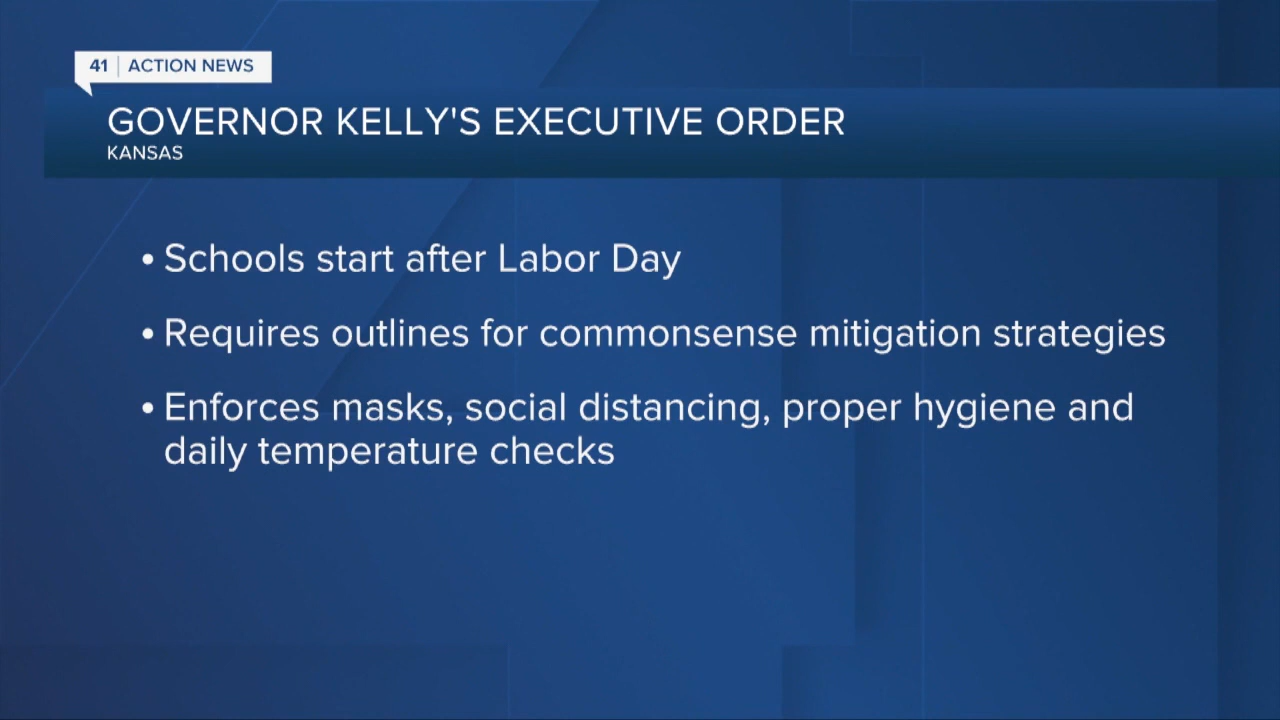 41 | ACTION NEWS
GOVERNOR KELLY'S EXECUTIVE ORDER
KANSAS
• Schools start after Labor Day
• Requires outlines for commonsense mitigation strategies
• Enforces masks, social distancing, proper hygiene and
daily temperature checks